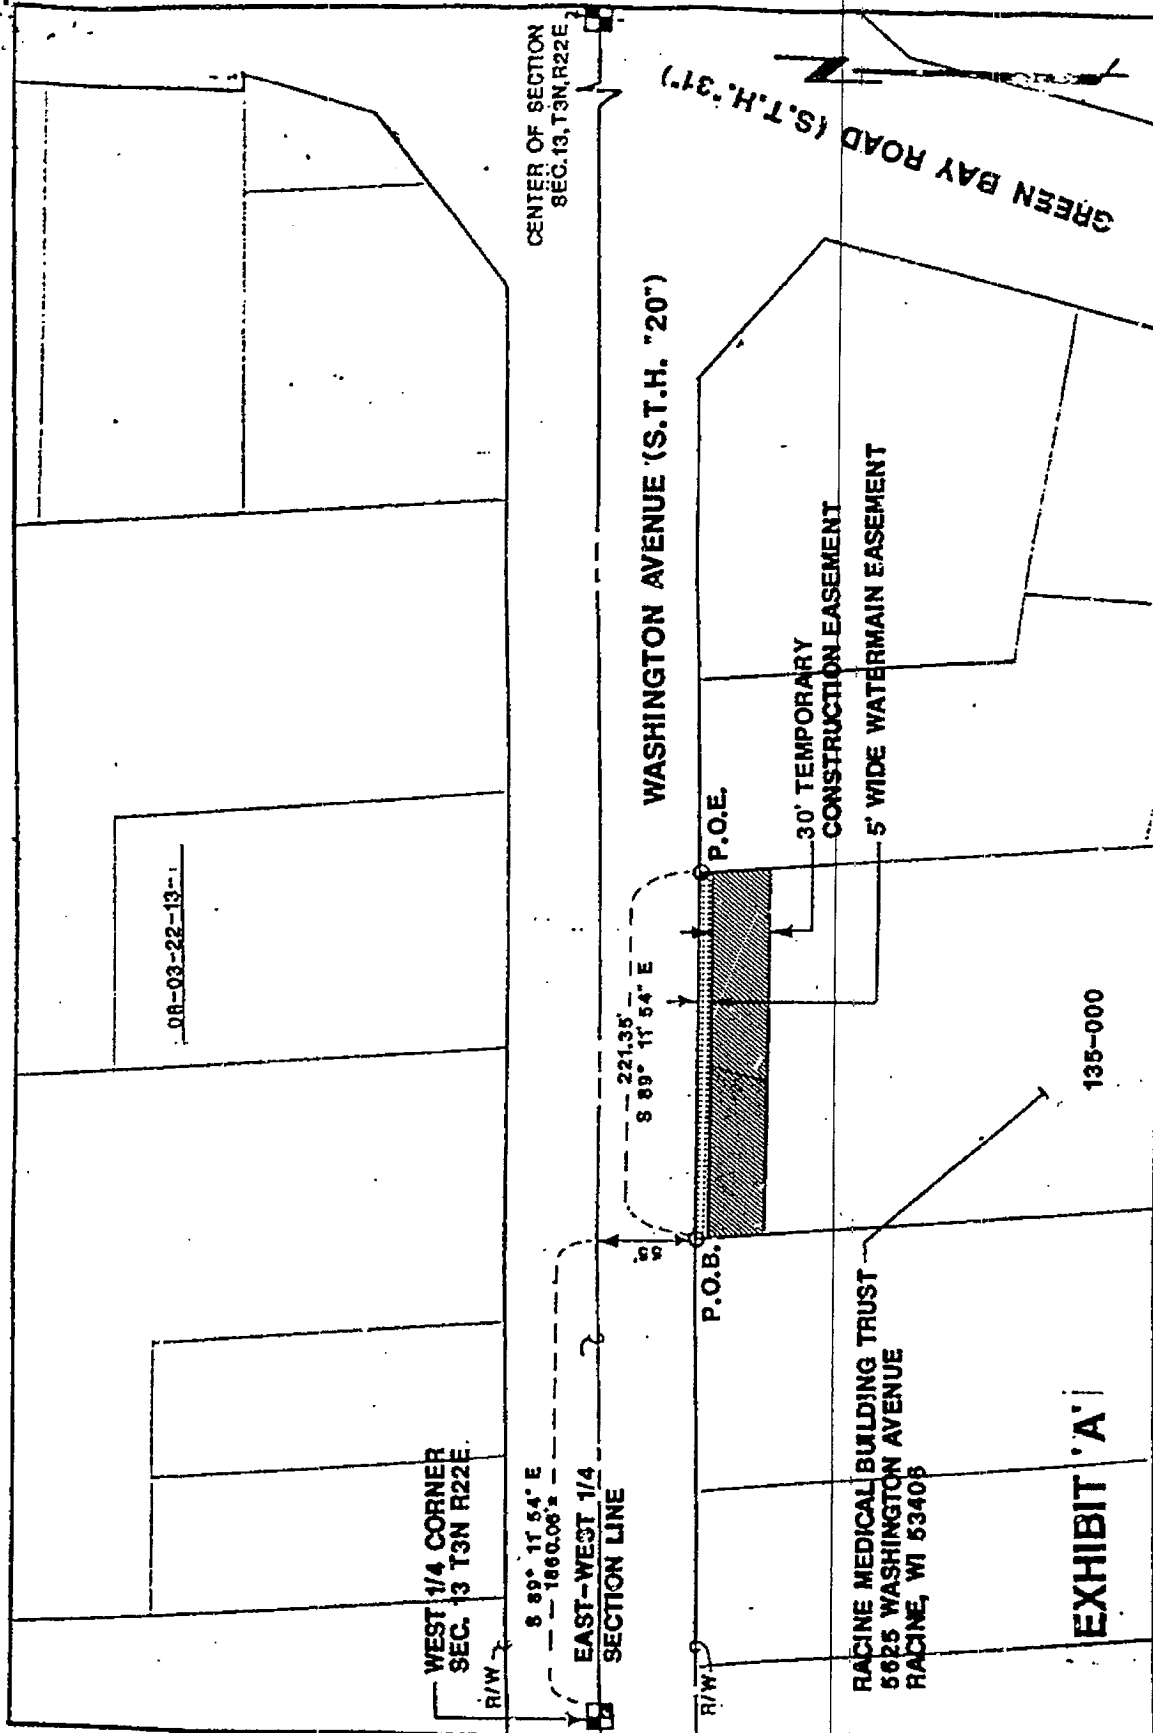 CENTER OF SECTION
SEC.13,T3N,R22E
GREEN BAY ROAD (S.T.H."31")
WASHINGTON AVENUE (S.T.H. "20")
08-03-22-13-
WEST 1/4 CORNER
SEC. 13 T3N R22E.
R/W
S 89° 11' 54" E
1860.06'±
EAST-WEST 1/4
SECTION LINE
221.35'
S 89° 11' 54" E
P.O.B.
P.O.E.
30' TEMPORARY
CONSTRUCTION EASEMENT
5' WIDE WATERMAIN EASEMENT
R/W
RACINE MEDICAL BUILDING TRUST
5625 WASHINGTON AVENUE
RACINE, WI 53406
135-000
EXHIBIT 'A'